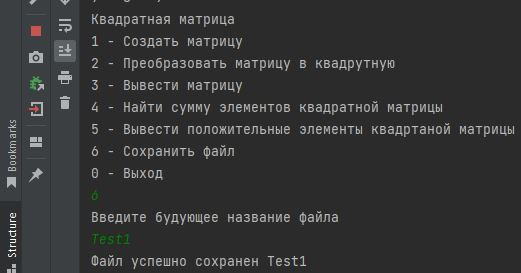 Квадратная матрица
1 - Создать матрицу
2 - Преобразовать матрицу в квадрутную
3 - Вывести матрицу
4 - Найти сумму элементов квадратной матрицы
5 - Вывести положительные элементы квадртаной матрицы
6 - Сохранить файл
0 - Выход
6
Введите будующее название файла
Test1
Файл успешно сохранен Test1
Bookmarks
Structure